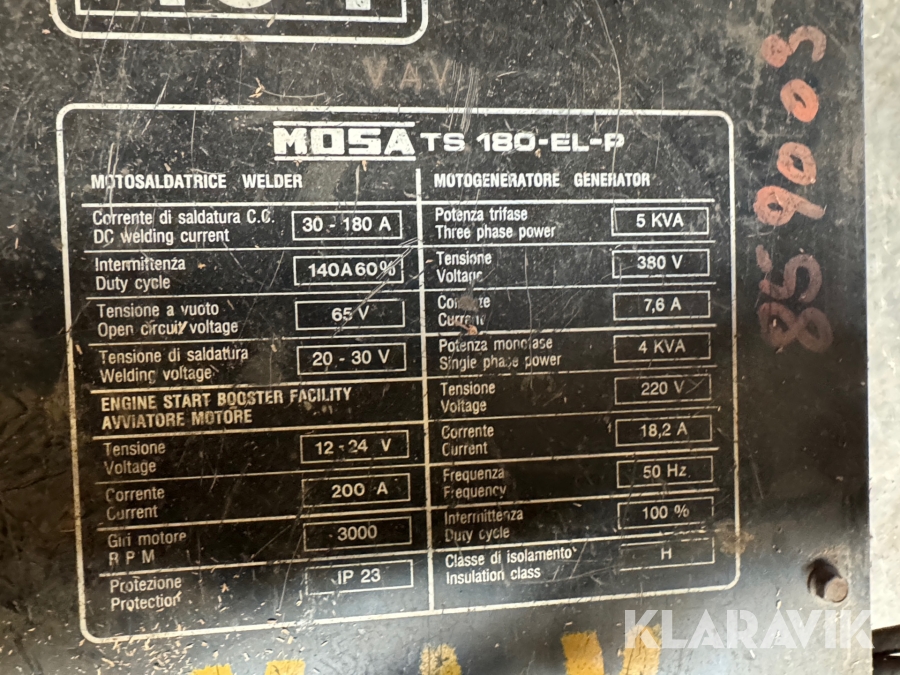 VAV
MOSA TS 180-EL-P
MOTOSALDATRICE WELDER
Corrente di saldatura C.C.
DC welding current
30 - 180 A
Intermittenza
Duty cycle
140A 60%
Tensione a vuoto
Open circuit voltage
65 V
Tensione di saldatura
Welding voltage
20 - 30 V
ENGINE START BOOSTER FACILITY
AVVIATORE MOTORE
Tensione
Voltage
12 - 24 V
Corrente
Current
200 A
Giri motore
R P M
3000
Protezione
Protection
IP 23
MOTOGENERATORE GENERATOR
Potenza trifase
Three phase power
5 KVA
Tensione
Voltage
380 V
Corrente
Current
7,6 A
Potenza monofase
Single phase power
4 KVA
Tensione
Voltage
220 V
Corrente
Current
18,2 A
Frequenza
Frequency
50 Hz
Intermittenza
Duty cycle
100 %
Classe di isolamento
Insulation class
H
859003
KLARAVIK